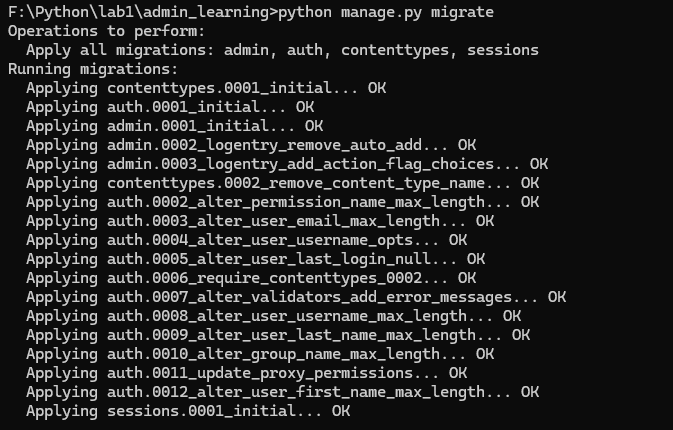 F:\Python\lab1\admin_learning>python manage.py migrate
Operations to perform:
  Apply all migrations: admin, auth, contenttypes, sessions
Running migrations:
  Applying contenttypes.0001_initial... OK
  Applying auth.0001_initial... OK
  Applying admin.0001_initial... OK
  Applying admin.0002_logentry_remove_auto_add... OK
  Applying admin.0003_logentry_add_action_flag_choices... OK
  Applying contenttypes.0002_remove_content_type_name... OK
  Applying auth.0002_alter_permission_name_max_length... OK
  Applying auth.0003_alter_user_email_max_length... OK
  Applying auth.0004_alter_user_username_opts... OK
  Applying auth.0005_alter_user_last_login_null... OK
  Applying auth.0006_require_contenttypes_0002... OK
  Applying auth.0007_alter_validators_add_error_messages... OK
  Applying auth.0008_alter_user_username_max_length... OK
  Applying auth.0009_alter_user_last_name_max_length... OK
  Applying auth.0010_alter_group_name_max_length... OK
  Applying auth.0011_update_proxy_permissions... OK
  Applying auth.0012_alter_user_first_name_max_length... OK
  Applying sessions.0001_initial... OK